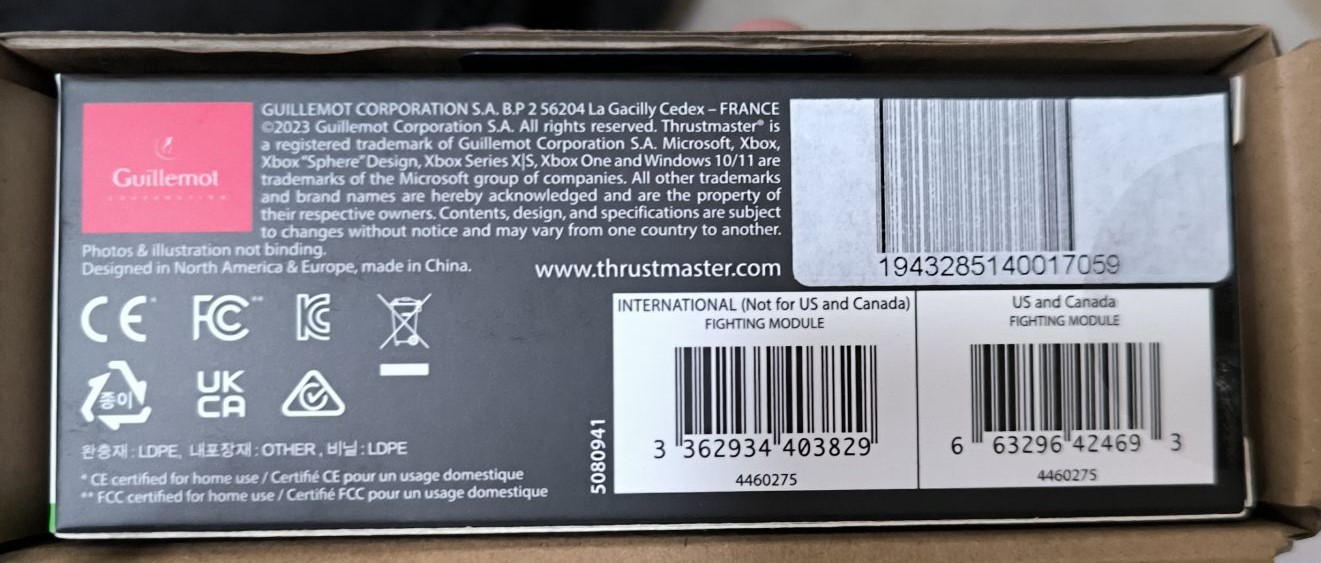 Guillemot
GUILLEMOT CORPORATION S.A. B.P 2 56204 La Gacilly Cedex – FRANCE
©2023 Guillemot Corporation S.A. All rights reserved. Thrustmaster® is
a registered trademark of Guillemot Corporation S.A. Microsoft, Xbox,
Xbox "Sphere" Design, Xbox Series X|S, Xbox One and Windows 10/11 are
trademarks of the Microsoft group of companies. All other trademarks
and brand names are hereby acknowledged and are the property of
their respective owners. Contents, design, and specifications are subject
to changes without notice and may vary from one country to another.
Photos & illustration not binding.
Designed in North America & Europe, made in China.
www.thrustmaster.com
1943285140017059
CE* FC** KC
종이 UK
CA
완충재 : LDPE, 내포장재 : OTHER , 비닐 : LDPE
* CE certified for home use / Certifié CE pour un usage domestique
** FCC certified for home use / Certifié FCC pour un usage domestique
5080941
INTERNATIONAL (Not for US and Canada)
FIGHTING MODULE
3 362934 403829
4460275
US and Canada
FIGHTING MODULE
6 63296 42469 3
4460275